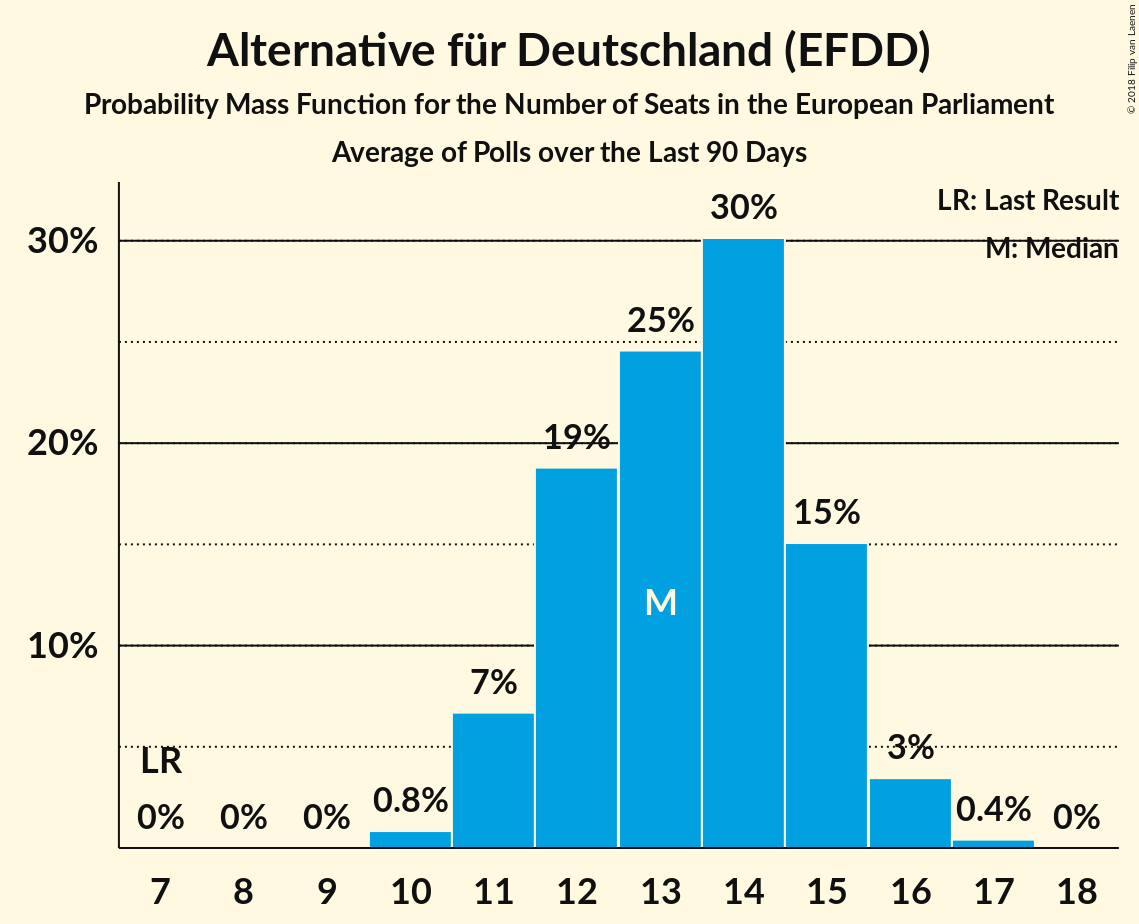 Alternative für Deutschland (EFDD)
Probability Mass Function for the Number of Seats in the European Parliament
Average of Polls over the Last 90 Days
© 2018 Filip van Laenen
LR: Last Result
M: Median
30%
20%
10%
LR
0%
0%
0%
0.8%
7%
19%
25%
M
30%
15%
3%
0.4%
0%
7 8 9 10 11 12 13 14 15 16 17 18